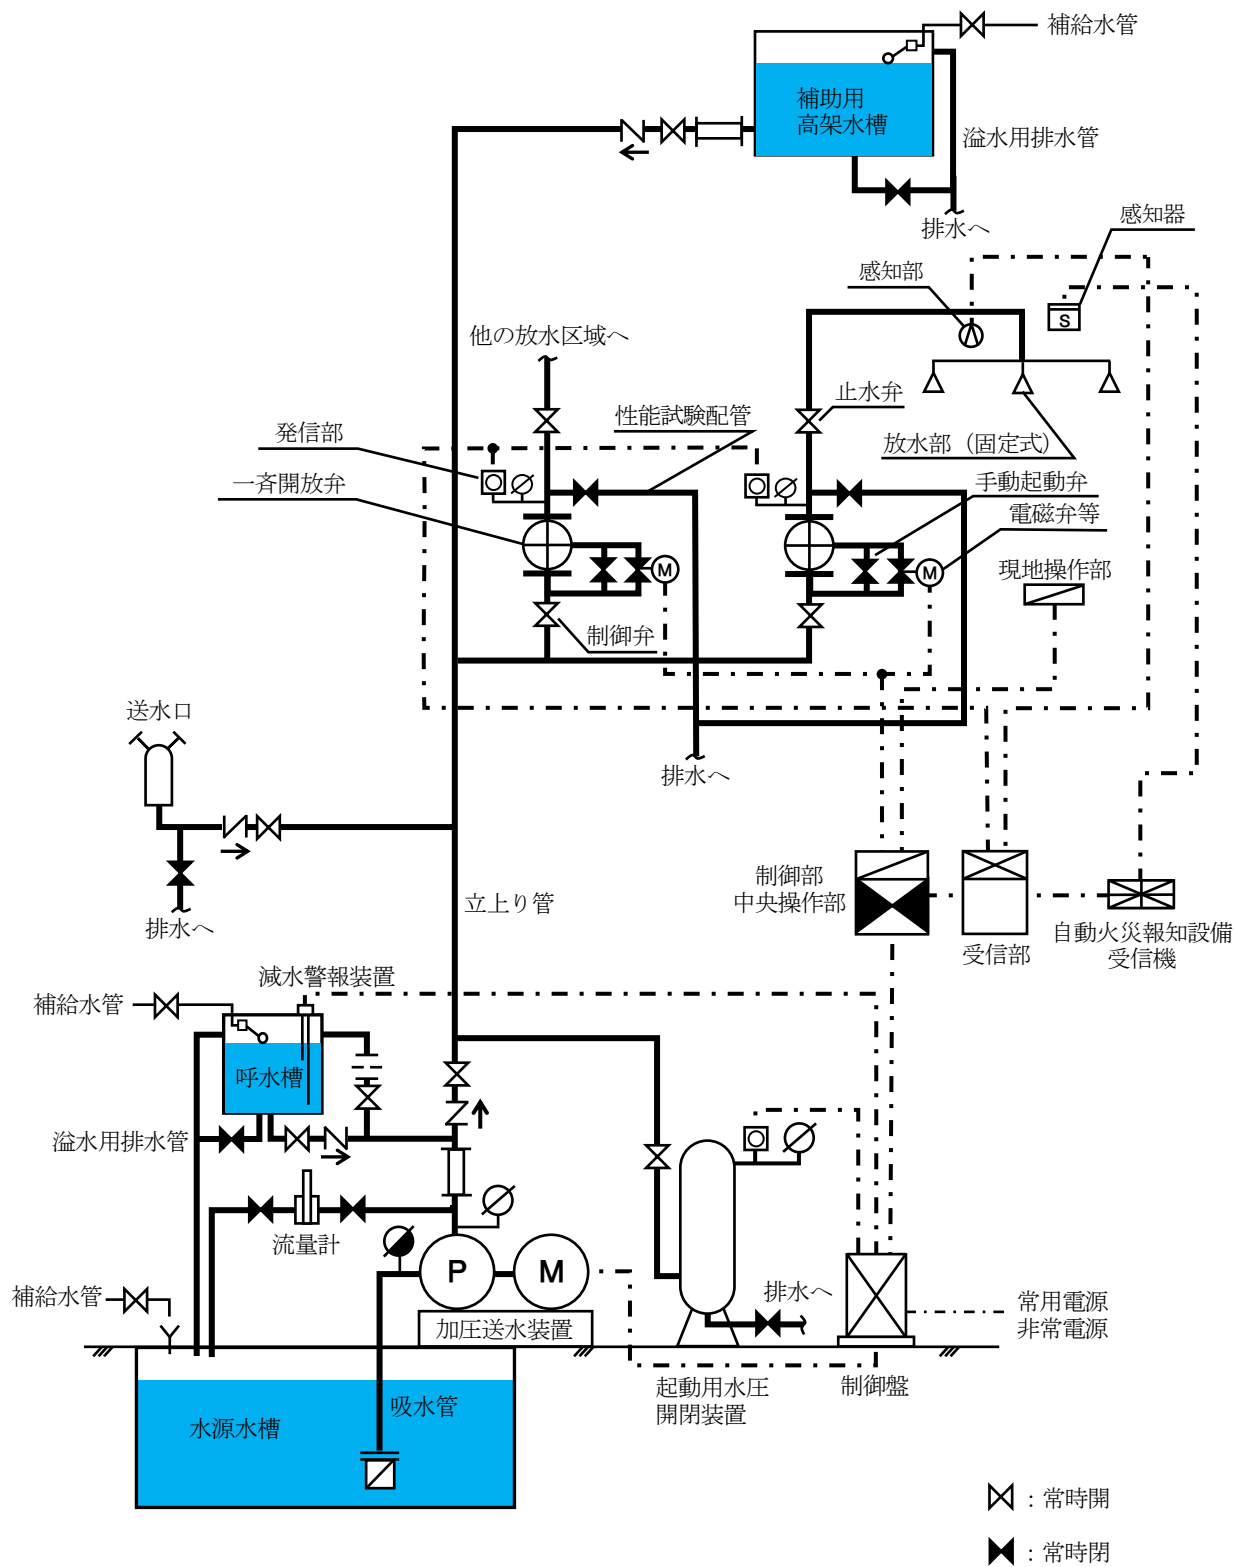 補給水管
補助用
高架水槽
溢水用排水管
排水へ
感知器
感知部
S
他の放水区域へ
止水弁
性能試験配管
発信部
放水部（固定式）
一斉開放弁
手動起動弁
電磁弁等
M
M
現地操作部
制御弁
送水口
排水へ
制御部
中央操作部
立上り管
排水へ
自動火災報知設備
受信機
受信部
減水警報装置
補給水管
呼水槽
溢水用排水管
流量計
P
M
補給水管
排水へ
常用電源
非常電源
加圧送水装置
起動用水圧
開閉装置
制御盤
吸水管
水源水槽
：常時開
：常時閉